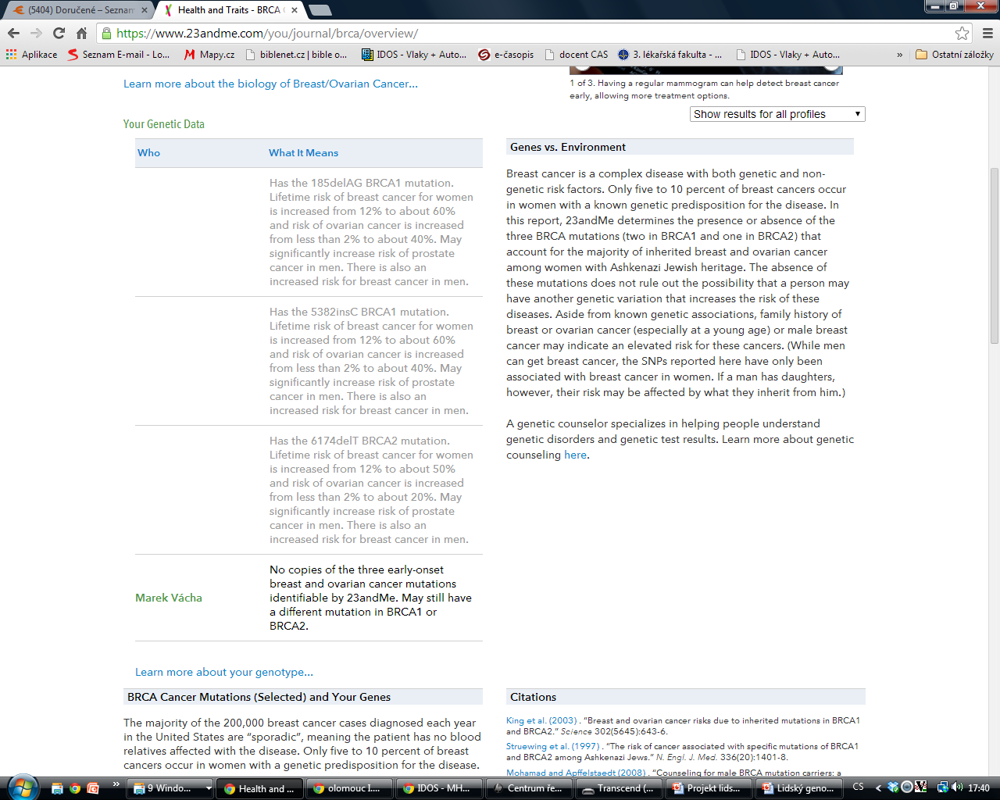 (5404) Doručené – Seznam
Health and Traits - BRCA
https://www.23andme.com/you/journal/brca/overview/
Aplikace
Seznam E-mail - Lo...
Mapy.cz
biblenet.cz | bible o...
IDOS - Vlaky + Auto...
e-časopis
docent CAS
3. lékařská fakulta - ...
IDOS - Vlaky + Auto...
»
Ostatní záložky
Learn more about the biology of Breast/Ovarian Cancer...
1 of 3. Having a regular mammogram can help detect breast cancer
early, allowing more treatment options.
Show results for all profiles
Your Genetic Data
Who What It Means
Has the 185delAG BRCA1 mutation.
Lifetime risk of breast cancer for women
is increased from 12% to about 60%
and risk of ovarian cancer is increased
from less than 2% to about 40%. May
significantly increase risk of prostate
cancer in men. There is also an
increased risk for breast cancer in men.
Has the 5382insC BRCA1 mutation.
Lifetime risk of breast cancer for women
is increased from 12% to about 60%
and risk of ovarian cancer is increased
from less than 2% to about 40%. May
significantly increase risk of prostate
cancer in men. There is also an
increased risk for breast cancer in men.
Has the 6174delT BRCA2 mutation.
Lifetime risk of breast cancer for women
is increased from 12% to about 50%
and risk of ovarian cancer is increased
from less than 2% to about 20%. May
significantly increase risk of prostate
cancer in men. There is also an
increased risk for breast cancer in men.
Marek Vácha
No copies of the three early-onset
breast and ovarian cancer mutations
identifiable by 23andMe. May still have
a different mutation in BRCA1 or
BRCA2.
Learn more about your genotype...
Genes vs. Environment
Breast cancer is a complex disease with both genetic and non-
genetic risk factors. Only five to 10 percent of breast cancers occur
in women with a known genetic predisposition for the disease. In
this report, 23andMe determines the presence or absence of the
three BRCA mutations (two in BRCA1 and one in BRCA2) that
account for the majority of inherited breast and ovarian cancer
among women with Ashkenazi Jewish heritage. The absence of
these mutations does not rule out the possibility that a person may
have another genetic variation that increases the risk of these
diseases. Aside from known genetic associations, family history of
breast or ovarian cancer (especially at a young age) or male breast
cancer may indicate an elevated risk for these cancers. (While men
can get breast cancer, the SNPs reported here have only been
associated with breast cancer in women. If a man has daughters,
however, their risk may be affected by what they inherit from him.)
A genetic counselor specializes in helping people understand
genetic disorders and genetic test results. Learn more about genetic
counseling here.
BRCA Cancer Mutations (Selected) and Your Genes
The majority of the 200,000 breast cancer cases diagnosed each year
in the United States are “sporadic”, meaning the patient has no blood
relatives affected with the disease. Only five to 10 percent of breast
cancers occur in women with a genetic predisposition for the disease.
Citations
King et al. (2003) . “Breast and ovarian cancer risks due to inherited mutations in BRCA1
and BRCA2.” Science 302(5645):643-6.
Struewing et al. (1997) . “The risk of cancer associated with specific mutations of BRCA1
and BRCA2 among Ashkenazi Jews.” N. Engl. J. Med. 336(20):1401-8.
Mohamad and Apffelstaedt (2008) . “Counseling for male BRCA mutation carriers: a
»
9 Windo...
Health and ...
olomouc I...
IDOS - MH...
Centrum ře...
Transcend (...
Projekt lids...
Lidský geno...
CS
17:40